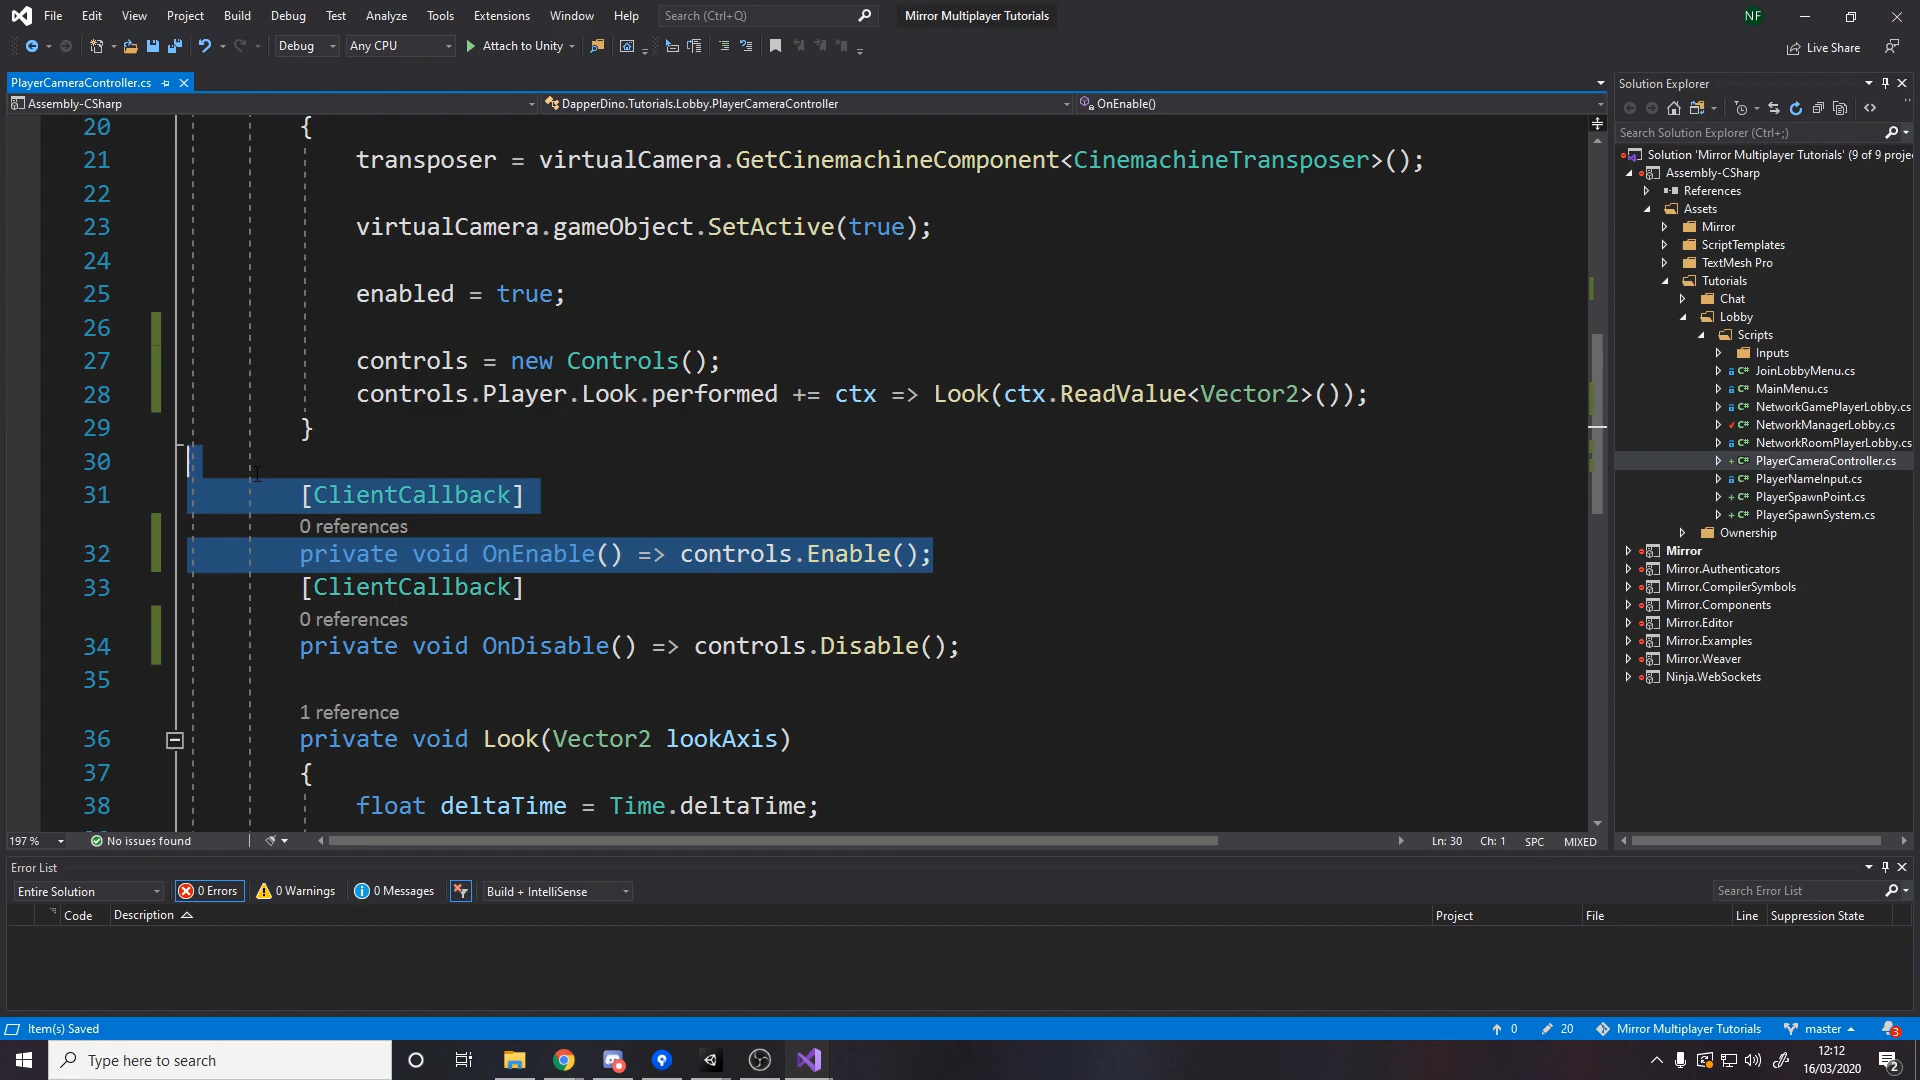 File Edit View Project Build Debug Test Analyze Tools Extensions Window Help Search (Ctrl+Q) Mirror Multiplayer Tutorials NF
Debug Any CPU Attach to Unity Live Share
PlayerCameraController.cs
Assembly-CSharp DapperDino.Tutorials.Lobby.PlayerCameraController OnEnable()
20 {
21 transposer = virtualCamera.GetCinemachineComponent<CinemachineTransposer>();
22
23 virtualCamera.gameObject.SetActive(true);
24
25 enabled = true;
26
27 controls = new Controls();
28 controls.Player.Look.performed += ctx => Look(ctx.ReadValue<Vector2>());
29 }
30
31 [ClientCallback]
0 references
32 private void OnEnable() => controls.Enable();
33 [ClientCallback]
0 references
34 private void OnDisable() => controls.Disable();
35
1 reference
36 private void Look(Vector2 lookAxis)
37 {
38 float deltaTime = Time.deltaTime;
197 % No issues found Ln: 30 Ch: 1 SPC MIXED
Solution Explorer
Search Solution Explorer (Ctrl+;)
Solution 'Mirror Multiplayer Tutorials' (9 of 9 proje
Assembly-CSharp
References
Assets
Mirror
ScriptTemplates
TextMesh Pro
Tutorials
Chat
Lobby
Scripts
Inputs
JoinLobbyMenu.cs
MainMenu.cs
NetworkGamePlayerLobby.cs
NetworkManagerLobby.cs
NetworkRoomPlayerLobby.cs
PlayerCameraController.cs
PlayerNameInput.cs
PlayerSpawnPoint.cs
PlayerSpawnSystem.cs
Ownership
Mirror
Mirror.Authenticators
Mirror.CompilerSymbols
Mirror.Components
Mirror.Editor
Mirror.Examples
Mirror.Weaver
Ninja.WebSockets
Error List
Entire Solution 0 Errors 0 Warnings 0 Messages Build + IntelliSense Search Error List
Code Description Project File Line Suppression State
Item(s) Saved 0 20 Mirror Multiplayer Tutorials master 3
Type here to search 12:12
16/03/2020 2